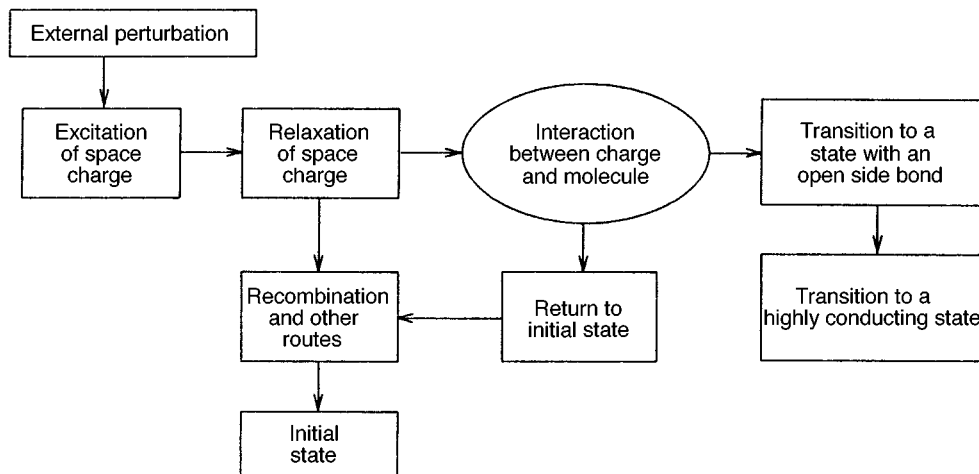 External perturbation
Excitation
of space
charge
Relaxation
of space
charge
Interaction
between charge
and molecule
Transition to a
state with an
open side bond
Recombination
and other
routes
Return to
initial state
Transition to a
highly conducting state
Initial
state